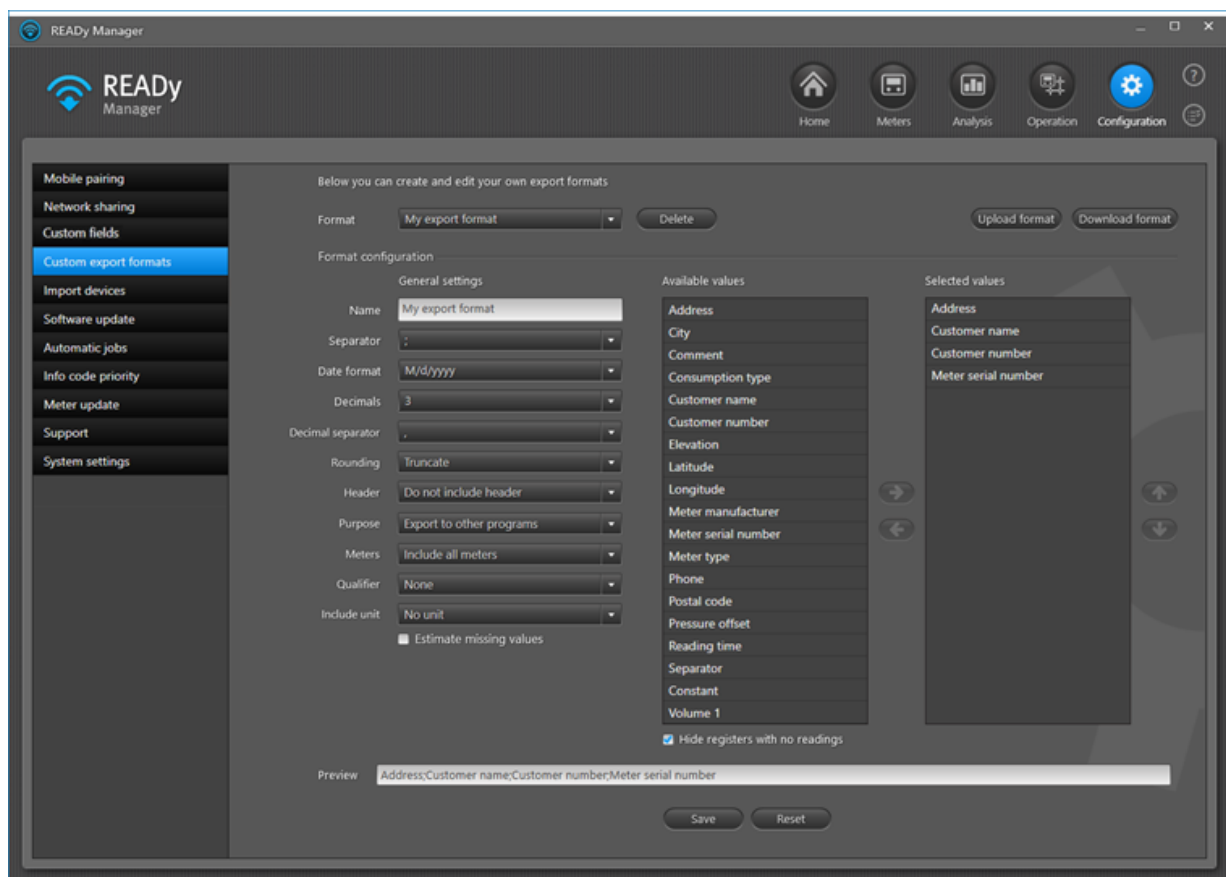 READy Manager
READy
Manager
Home
Meters
Analysis
Operation
Configuration
Mobile pairing
Network sharing
Custom fields
Custom export formats
Import devices
Software update
Automatic jobs
Info code priority
Meter update
Support
System settings
Below you can create and edit your own export formats
Format
My export format
Delete
Upload format
Download format
Format configuration
General settings
Name
My export format
Separator
;
Date format
M/d/yyyy
Decimals
3
Decimal separator
,
Rounding
Truncate
Header
Do not include header
Purpose
Export to other programs
Meters
Include all meters
Qualifier
None
Include unit
No unit
Estimate missing values
Available values
Address
City
Comment
Consumption type
Customer name
Customer number
Elevation
Latitude
Longitude
Meter manufacturer
Meter serial number
Meter type
Phone
Postal code
Pressure offset
Reading time
Separator
Constant
Volume 1
Hide registers with no readings
Selected values
Address
Customer name
Customer number
Meter serial number
Preview
Address;Customer name;Customer number;Meter serial number
Save
Reset